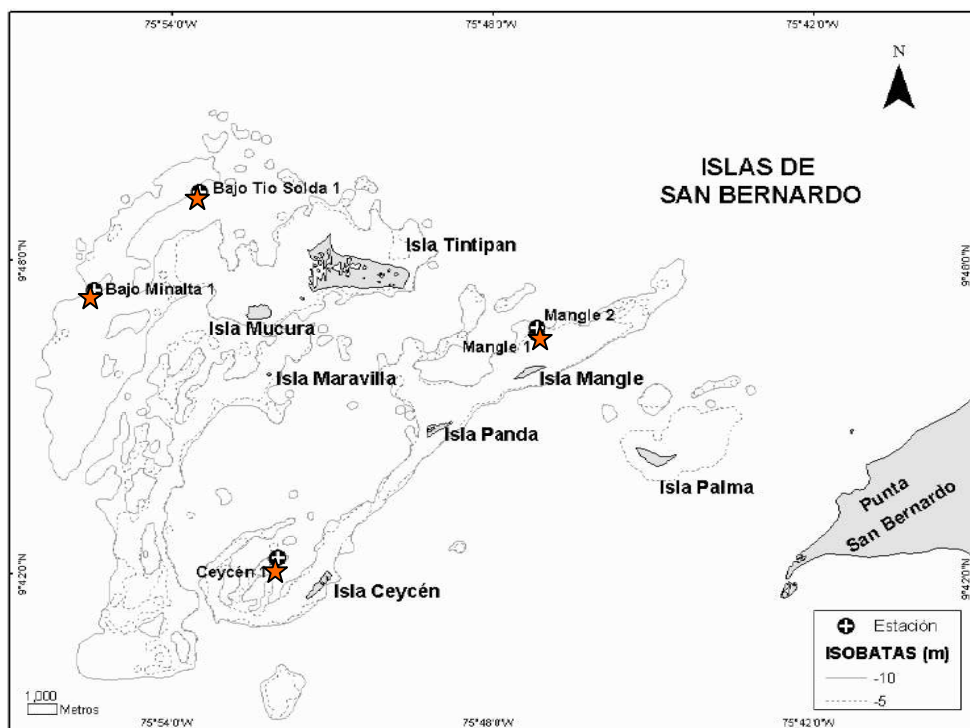 75°54'0"W
75°48'0"W
75°42'0"W
N
ISLAS DE
SAN BERNARDO
Bajo Tio Solda 1
Isla Tintipan
9°48'0"N
9°48'0"N
Bajo Minalta 1
Mangle 2
Isla Mucura
Mangle 1
Isla Maravilla
Isla Mangle
Isla Panda
Isla Palma
Punta
San Bernardo
Ceycén 1
Isla Ceycén
9°42'0"N
9°42'0"N
Estación
ISOBATAS (m)
-10
-5
1,000
Metros
75°54'0"W
75°48'0"W
75°42'0"W